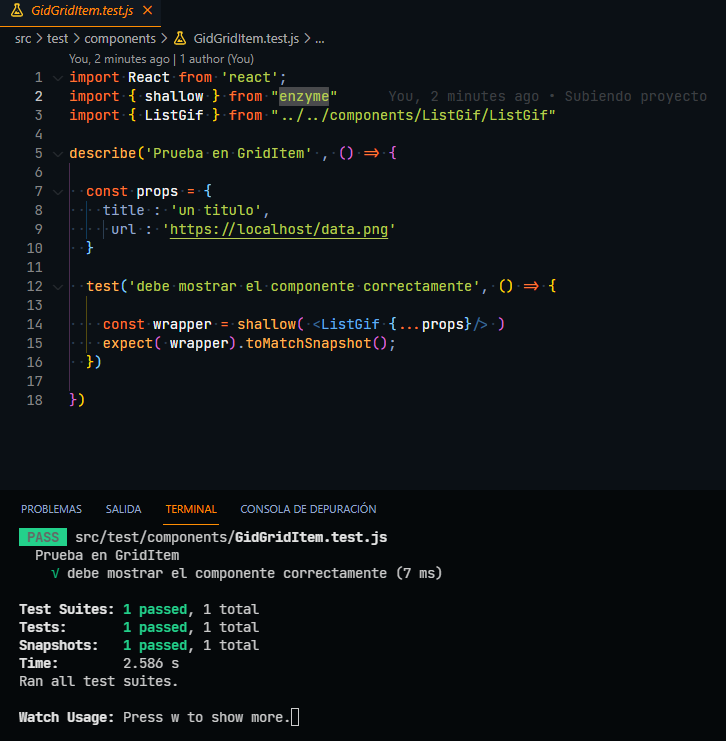 GidGridItem.test.js ×
src > test > components > GidGridItem.test.js > ...
You, 2 minutes ago | 1 author (You)
1 import React from 'react';
2 import { shallow } from "enzyme" You, 2 minutes ago • Subiendo proyecto
3 import { ListGif } from "../../components/ListGif/ListGif"
4
5 describe('Prueba en GridItem' , () => {
6
7 const props = {
8 title : 'un titulo',
9 url : 'https://localhost/data.png'
10 }
11
12 test('debe mostrar el componente correctamente', () => {
13
14 const wrapper = shallow( <ListGif {...props}/> )
15 expect( wrapper).toMatchSnapshot();
16 })
17
18 })
PROBLEMAS SALIDA TERMINAL CONSOLA DE DEPURACIÓN
PASS src/test/components/GidGridItem.test.js
Prueba en GridItem
√ debe mostrar el componente correctamente (7 ms)
Test Suites: 1 passed, 1 total
Tests: 1 passed, 1 total
Snapshots: 1 passed, 1 total
Time: 2.586 s
Ran all test suites.
Watch Usage: Press w to show more.